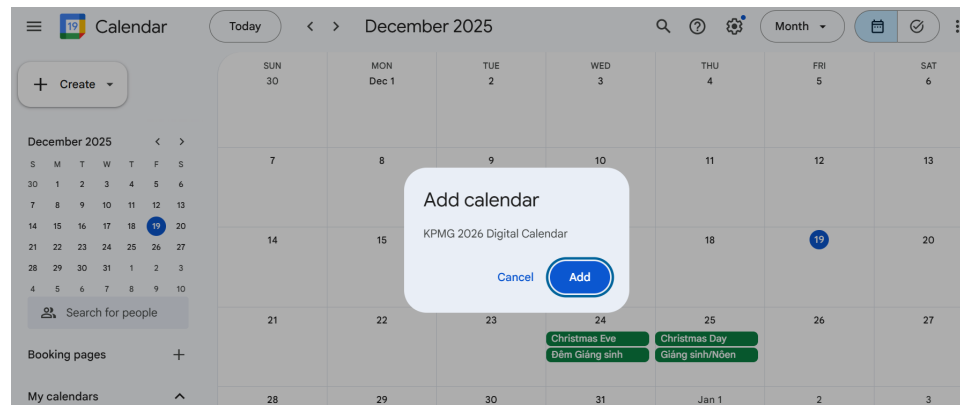 19 Calendar Today December 2025 Month
Create
SUN MON TUE WED THU FRI SAT
30 Dec 1 2 3 4 5 6
December 2025
S M T W T F S
30 1 2 3 4 5 6
7 8 9 10 11 12 13
14 15 16 17 18 19 20
21 22 23 24 25 26 27
28 29 30 31 1 2 3
4 5 6 7 8 9 10
Search for people
Booking pages
My calendars
7 8 9 10 11 12 13
14 15 18 19 20
21 22 23 24 25 26 27
Christmas Eve Christmas Day
Đêm Giáng sinh Giáng sinh/Nôen
28 29 30 31 Jan 1 2 3
Add calendar
KPMG 2026 Digital Calendar
Cancel Add